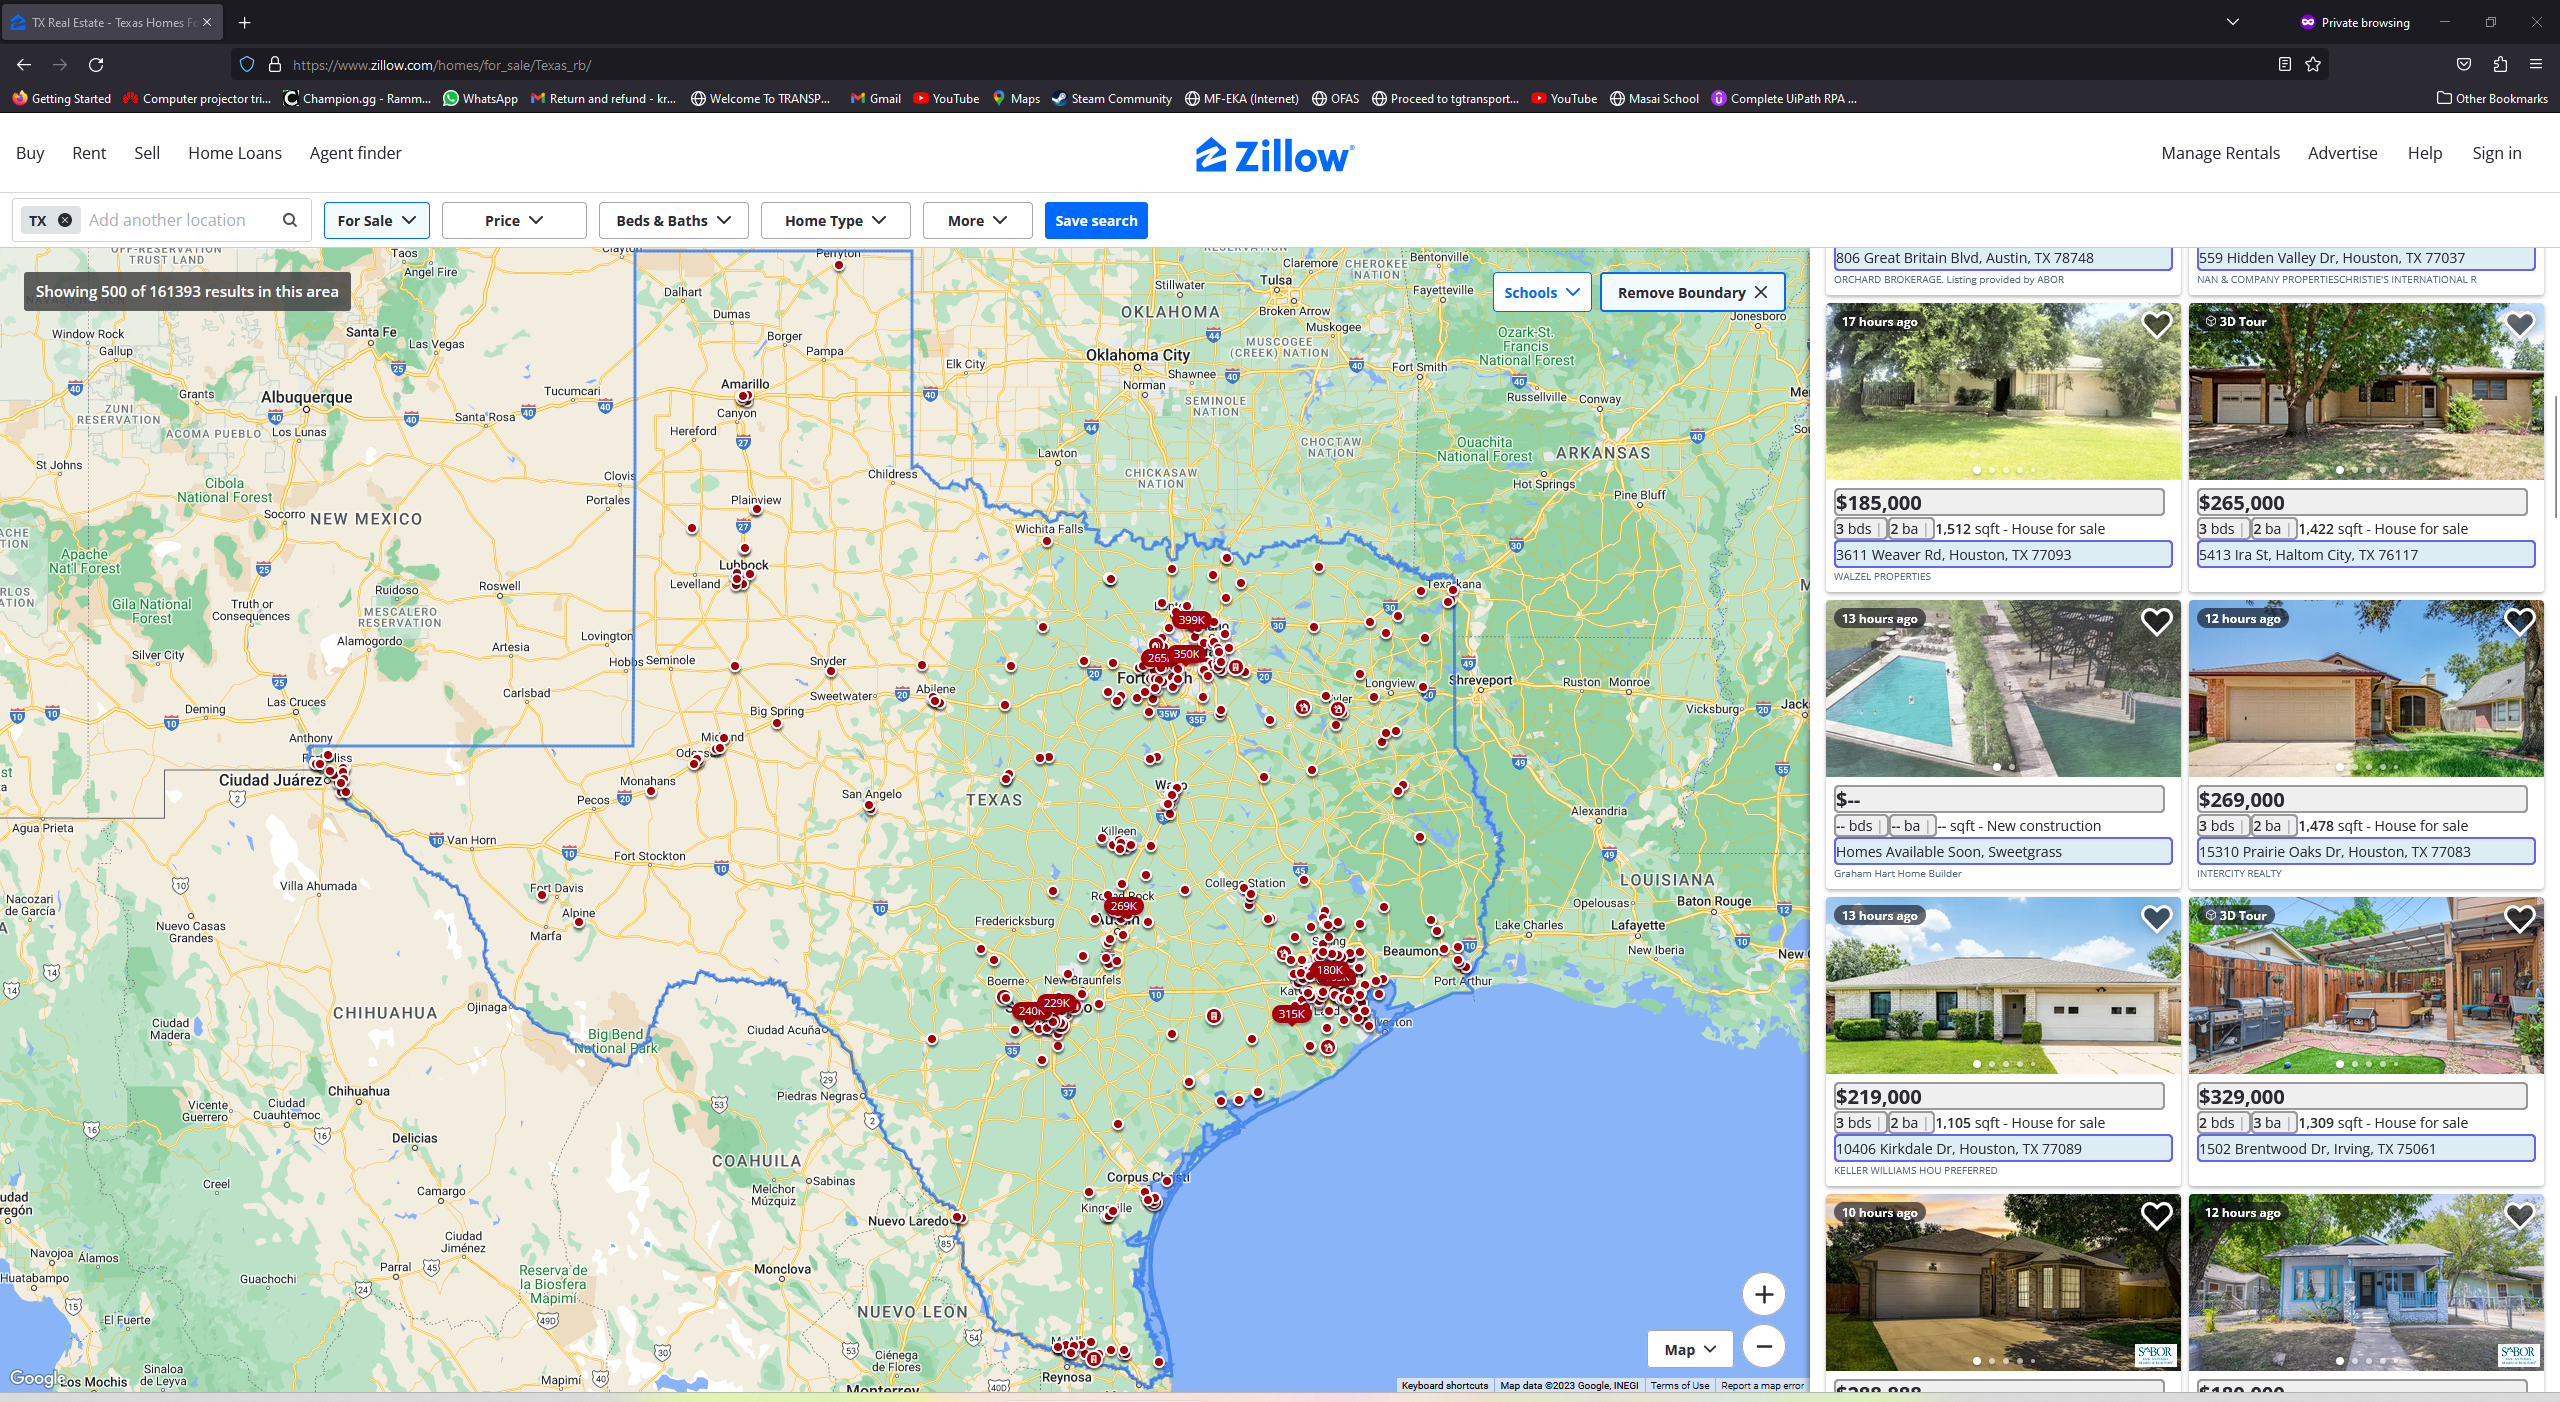 TX Real Estate - Texas Homes Fo
Private browsing
https://www.zillow.com/homes/for_sale/Texas_rb/
Getting Started
Computer projector tri...
Champion.gg - Ramm...
WhatsApp
Return and refund - kr...
Welcome To TRANSP...
Gmail
YouTube
Maps
Steam Community
MF-EKA (Internet)
OFAS
Proceed to tgtransport...
YouTube
Masai School
Complete UiPath RPA ...
Other Bookmarks
Buy
Rent
Sell
Home Loans
Agent finder
Zillow
Manage Rentals
Advertise
Help
Sign in
TX
Add another location
For Sale
Price
Beds & Baths
Home Type
More
Save search
Showing 500 of 161393 results in this area
Schools
Remove Boundary
OFF-RESERVATION
TRUST LAND
Taos
Angel Fire
Clayton
Perryton
Dalhart
Dumas
Borger
Pampa
Window Rock
Gallup
Santa Fe
Las Vegas
Tucumcari
Amarillo
Canyon
Hereford
Grants
Albuquerque
ZUNI
RESERVATION
ACOMA PUEBLO
Los Lunas
Santa Rosa
St Johns
Clovis
Portales
Childress
Plainview
Cibola
National Forest
Socorro
NEW MEXICO
Apache
Nat'l Forest
Levelland
Lubbock
Roswell
Ruidoso
MESCALERO
RESERVATION
Truth or
Consequences
Gila National
Forest
Alamogordo
Artesia
Lovington
Hobbs
Seminole
Silver City
Carlsbad
Snyder
Sweetwater
Abilene
Las Cruces
Deming
Big Spring
Anthony
Ciudad Juárez
Monahans
Pecos
San Angelo
TEXAS
Agua Prieta
Van Horn
Fort Stockton
Villa Ahumada
Fort Davis
Alpine
Marfa
Nacozari
de García
Nuevo Casas
Grandes
Ojinaga
CHIHUAHUA
Big Bend
National Park
Ciudad
Madera
Ciudad Acuña
Piedras Negras
Chihuahua
Vicente
Guerrero
Ciudad
Cuauhtemoc
Delicias
COAHUILA
Melchor
Múzquiz
Sabinas
Creel
Camargo
Nuevo Laredo
Ciudad
Jiménez
Navojoa
Álamos
Huatabampo
Guachochi
Parral
Reserva de
la Biosfera
Mapimí
Monclova
NUEVO LEON
El Fuerte
Ciénega
de Flores
Monterrey
Reynosa
Los Mochis
Sinaloa
de Leyva
Mapimí
Google
Claremore
CHEROKEE
NATION
Bentonville
Stillwater
Tulsa
Fayetteville
Jonesboro
OKLAHOMA
Broken Arrow
Muskogee
Ozark-St.
Francis
National Forest
MUSCOGEE
(CREEK) NATION
Oklahoma City
Elk City
Shawnee
Norman
Fort Smith
Russellville
Conway
SEMINOLE
NATION
CHOCTAW
NATION
Ouachita
National Forest
ARKANSAS
Lawton
CHICKASAW
NATION
Hot Springs
Pine Bluff
Wichita Falls
Texarkana
399K
265K
350K
Longview
Shreveport
Ruston
Monroe
Vicksburg
Killeen
Alexandria
LOUISIANA
Round Rock
College Station
269K
Fredericksburg
Opelousas
Baton Rouge
Lake Charles
Lafayette
New Iberia
Beaumont
Port Arthur
Boerne
New Braunfels
180K
229K
240K
315K
Corpus Christi
Kingsville
Map
Keyboard shortcuts
Map data ©2023 Google, INEGI
Terms of Use
Report a map error
806 Great Britain Blvd, Austin, TX 78748
ORCHARD BROKERAGE. Listing provided by ABOR
559 Hidden Valley Dr, Houston, TX 77037
NAN & COMPANY PROPERTIESCHRISTIE'S INTERNATIONAL R
17 hours ago
$185,000
3 bds | 2 ba | 1,512 sqft - House for sale
3611 Weaver Rd, Houston, TX 77093
WALZEL PROPERTIES
3D Tour
$265,000
3 bds | 2 ba | 1,422 sqft - House for sale
5413 Ira St, Haltom City, TX 76117
13 hours ago
$--
-- bds | -- ba | -- sqft - New construction
Homes Available Soon, Sweetgrass
Graham Hart Home Builder
12 hours ago
$269,000
3 bds | 2 ba | 1,478 sqft - House for sale
15310 Prairie Oaks Dr, Houston, TX 77083
INTERCITY REALTY
13 hours ago
$219,000
3 bds | 2 ba | 1,105 sqft - House for sale
10406 Kirkdale Dr, Houston, TX 77089
KELLER WILLIAMS HOU PREFERRED
3D Tour
$329,000
2 bds | 3 ba | 1,309 sqft - House for sale
1502 Brentwood Dr, Irving, TX 75061
10 hours ago
SABOR
$288,888
12 hours ago
SABOR
$180,000